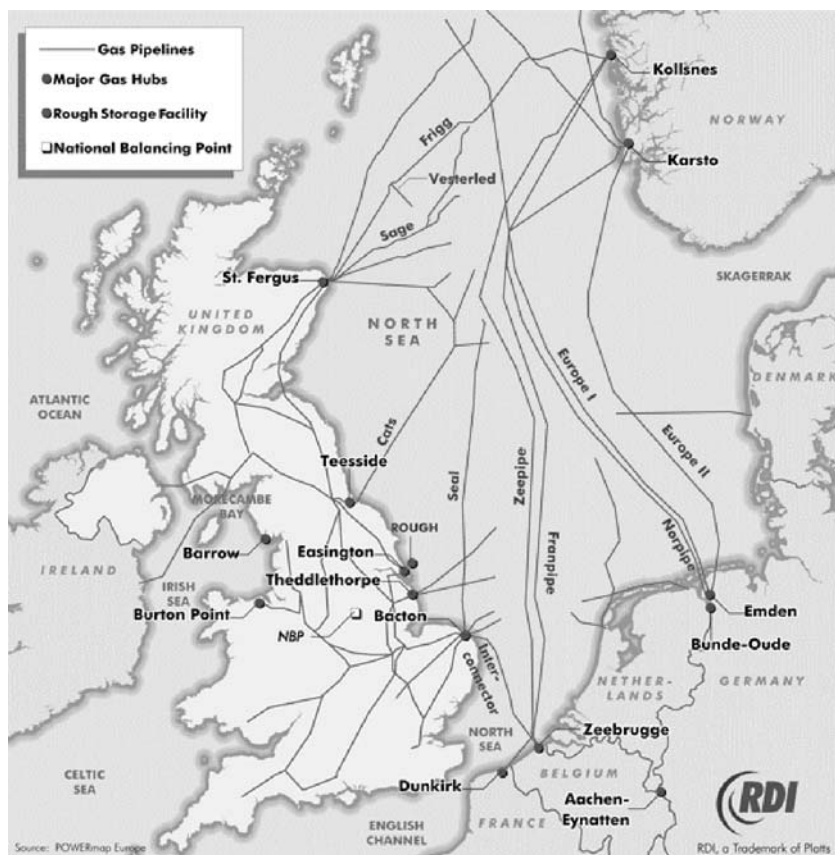 Gas Pipelines
Major Gas Hubs
Rough Storage Facility
National Balancing Point
Kollsnes
NORWAY
Frigg
Karsto
Vesterled
Sage
St. Fergus
SKAGERRAK
UNITED
KINGDOM
NORTH
SEA
Europe I
DENMARK
ATLANTIC
OCEAN
Cats
Europe II
Teesside
Seal
Zeepipe
MORECAMBE
BAY
ROUGH
Franpipe
Norpipe
Barrow
Easington
IRELAND
Theddlethorpe
IRISH
SEA
Burton Point
Bacton
Emden
NBP
Bunde-Oude
Inter-
connector
NETHER-
LANDS
GERMANY
NORTH
SEA
Zeebrugge
CELTIC
SEA
Dunkirk
BELGIUM
Aachen-
Eynatten
RDI
ENGLISH
CHANNEL
FRANCE
Source: POWERmap Europe
RDI, a Trademark of Platts